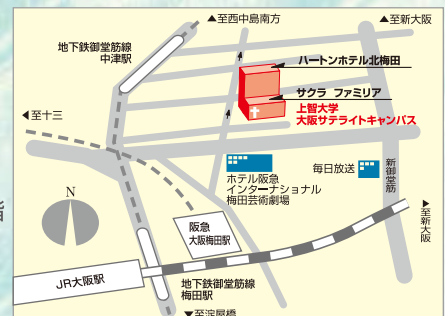 ▲至西中島南方
▲至新大阪
地下鉄御堂筋線
中津駅
ハートンホテル北梅田
サクラ ファミリア
上智大学
大阪サテライトキャンパス
◀至十三
ホテル阪急
インターナショナル
梅田芸術劇場
毎日放送
新御堂筋
N
阪急
大阪梅田駅
▲至新大阪
JR大阪駅
地下鉄御堂筋線
梅田駅
▼至淀屋橋